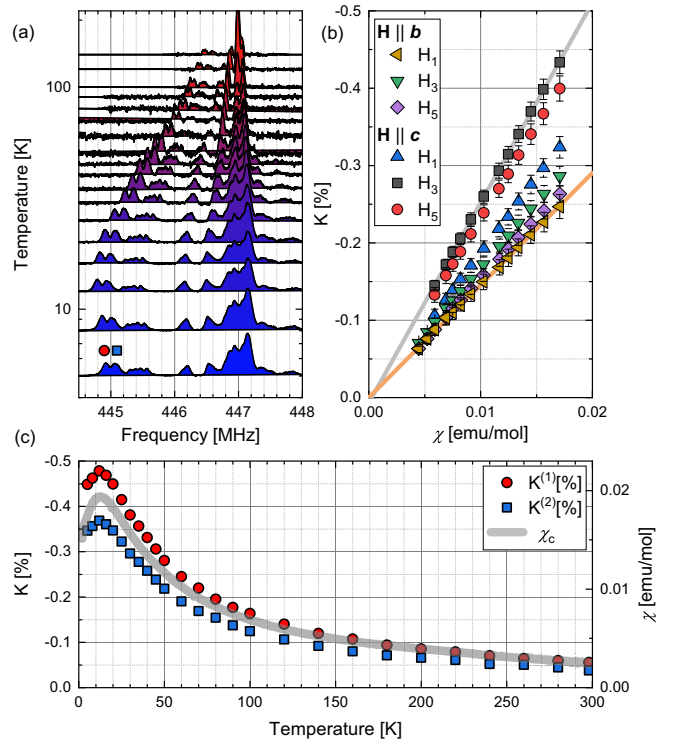 (a)
Temperature [K]
100
10
445
446
447
448
Frequency [MHz]
(b)
K [%]
-0.5
-0.4
-0.3
-0.2
-0.1
0.0
H || b
H₁
H₃
H₅
H || c
H₁
H₃
H₅
0.00
0.01
0.02
χ [emu/mol]
(c)
K [%]
-0.5
-0.4
-0.3
-0.2
-0.1
0.0
K⁽¹⁾[%]
K⁽²⁾[%]
χc
0.02
0.01
0.00
χ [emu/mol]
0
50
100
150
200
250
300
Temperature [K]